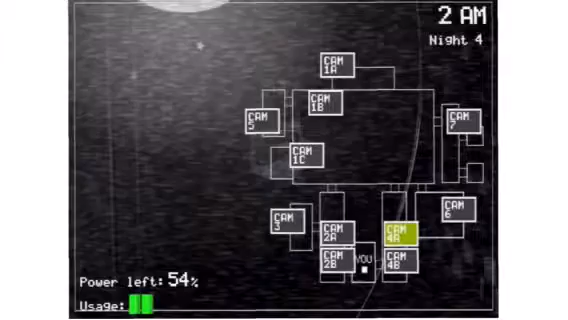 2 AM
Night 4
CAM
1A
CAM
1B
CAM
5
CAM
7
CAM
1C
CAM
6
CAM
3
CAM
2A
CAM
4A
CAM
2B
YOU
CAM
4B
Power left: 54%
Usage: